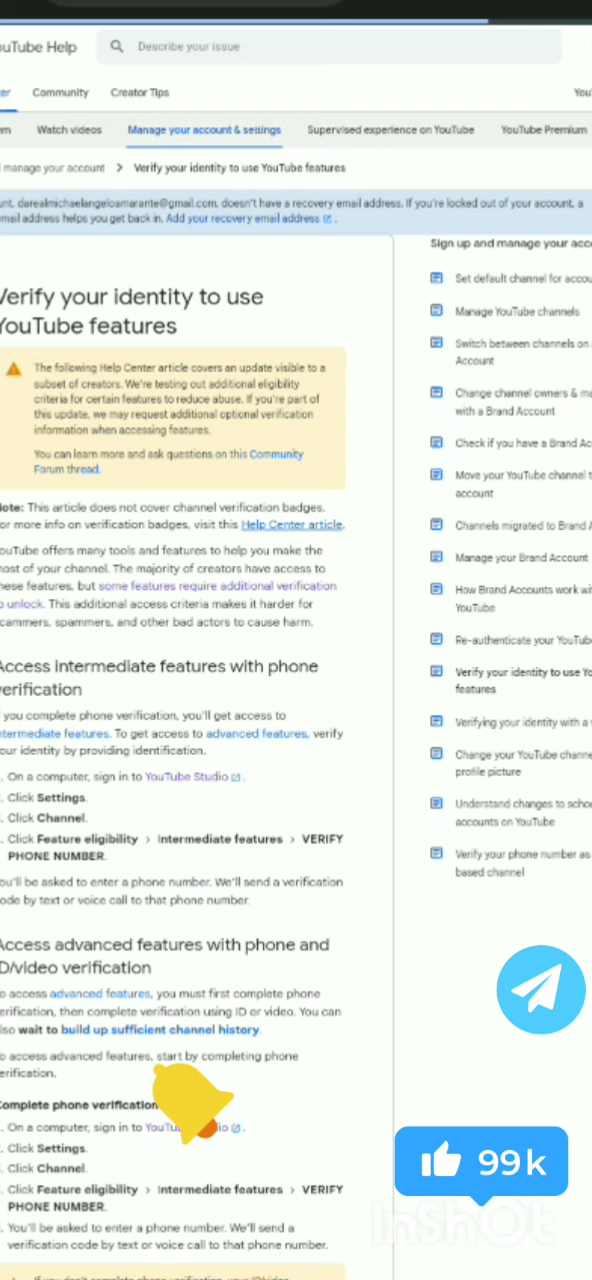 ouTube Help
Describe your issue
er
Community
Creator Tips
You
em
Watch videos
Manage your account & settings
Supervised experience on YouTube
YouTube Premium
manage your account
Verify your identity to use YouTube features
unt, darealmichaelangeloamarante@gmail.com, doesn't have a recovery email address. If you're locked out of your account, a
email address helps you get back in. Add your recovery email address
Verify your identity to use
YouTube features
The following Help Center article covers an update visible to a
subset of creators. We're testing out additional eligibility
criteria for certain features to reduce abuse. If you're part of
this update, we may request additional optional verification
information when accessing features.
You can learn more and ask questions on this Community
Forum thread.
lote: This article does not cover channel verification badges.
or more info on verification badges, visit this Help Center article.
ouTube offers many tools and features to help you make the
nost of your channel. The majority of creators have access to
hese features, but some features require additional verification
o unlock. This additional access criteria makes it harder for
cammers, spammers, and other bad actors to cause harm.
Access intermediate features with phone
verification
f you complete phone verification, you'll get access to
ntermediate features. To get access to advanced features, verify
our identity by providing identification.
. On a computer, sign in to YouTube Studio
. Click Settings.
. Click Channel.
. Click Feature eligibility > Intermediate features > VERIFY
PHONE NUMBER.
ou'll be asked to enter a phone number. We'll send a verification
ode by text or voice call to that phone number.
Access advanced features with phone and
ID/video verification
o access advanced features, you must first complete phone
erification, then complete verification using ID or video. You can
lso wait to build up sufficient channel history.
o access advanced features, start by completing phone
erification.
Complete phone verification
. On a computer, sign in to YouTu io
. Click Settings.
. Click Channel.
. Click Feature eligibility > Intermediate features > VERIFY
PHONE NUMBER.
. You'll be asked to enter a phone number. We'll send a
verification code by text or voice call to that phone number.
If you don't complete phone verification, your ID/video
Sign up and manage your acc
Set default channel for accou
Manage YouTube channels
Switch between channels on
Account
Change channel owners & ma
with a Brand Account
Check if you have a Brand Ac
Move your YouTube channel t
account
Channels migrated to Brand A
Manage your Brand Account
How Brand Accounts work wit
YouTube
Re-authenticate your YouTube
Verify your identity to use Yo
features
Verifying your identity with a
Change your YouTube channe
profile picture
Understand changes to schoo
accounts on YouTube
Verify your phone number as
based channel
99k
InShOt